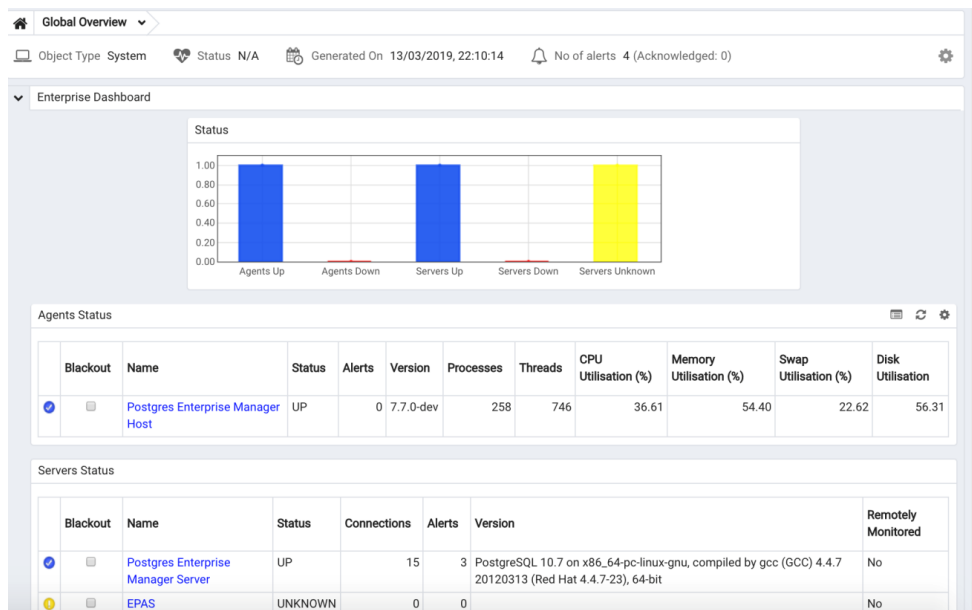 Global Overview
Object Type System Status N/A Generated On 13/03/2019, 22:10:14 No of alerts 4 (Acknowledged: 0)
Enterprise Dashboard
Status
1.00
0.80
0.60
0.40
0.20
0.00
Agents Up Agents Down Servers Up Servers Down Servers Unknown
Agents Status
Blackout Name Status Alerts Version Processes Threads CPU Utilisation (%) Memory Utilisation (%) Swap Utilisation (%) Disk Utilisation
Postgres Enterprise Manager UP 0 7.7.0-dev 258 746 36.61 54.40 22.62 56.31
Host
Servers Status
Blackout Name Status Connections Alerts Version Remotely Monitored
Postgres Enterprise UP 15 3 PostgreSQL 10.7 on x86_64-pc-linux-gnu, compiled by gcc (GCC) 4.4.7 No
Manager Server 20120313 (Red Hat 4.4.7-23), 64-bit
EPAS UNKNOWN 0 0 No